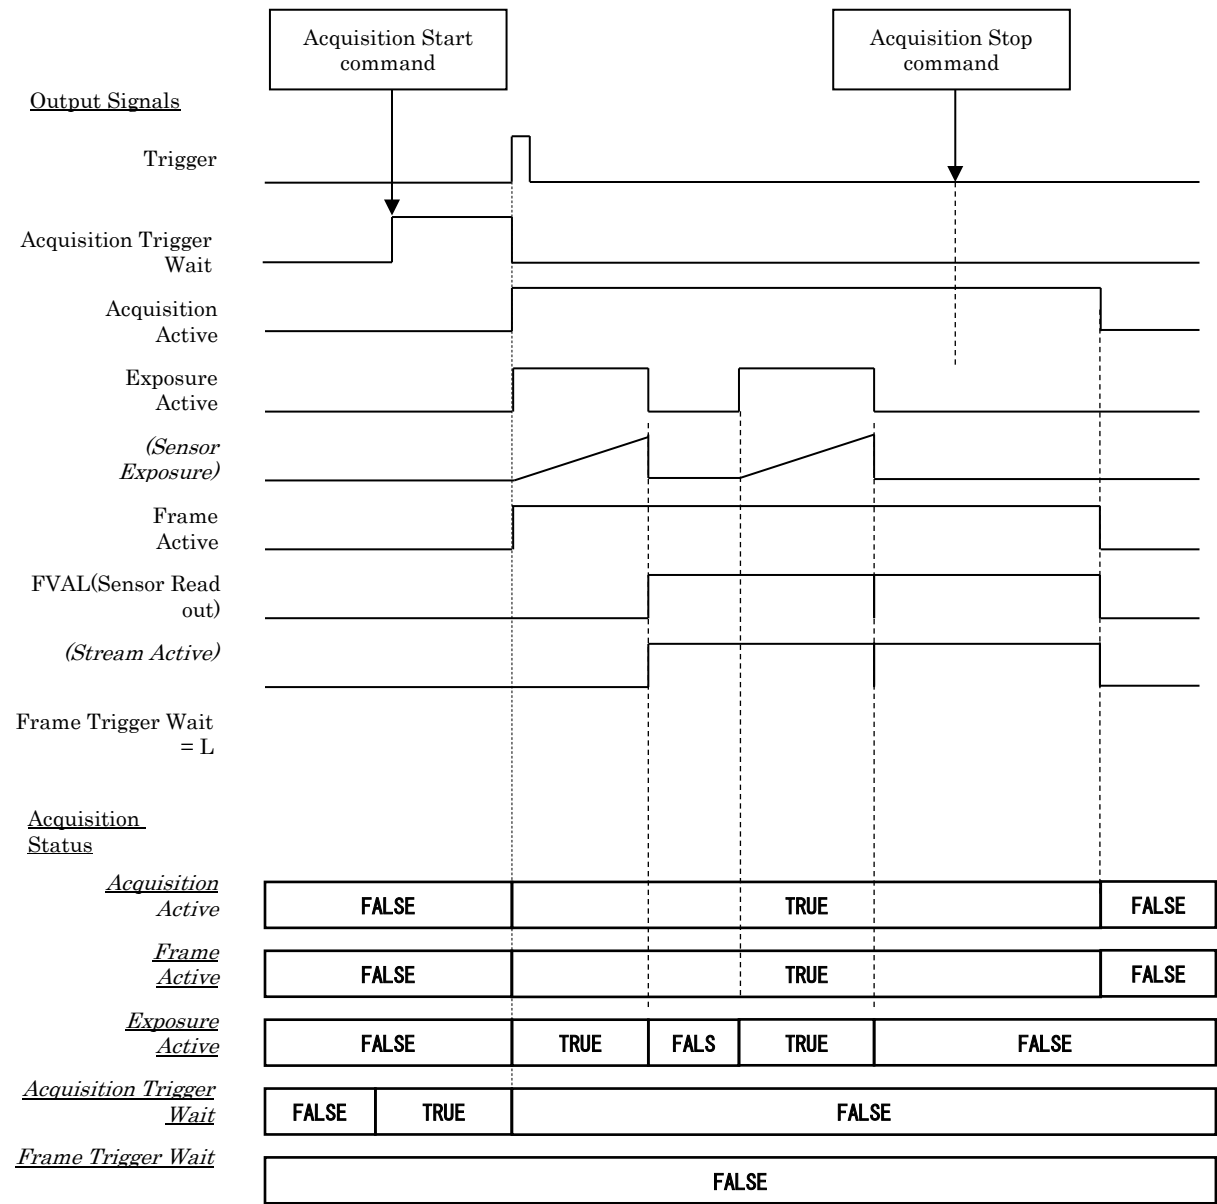 Acquisition Start
command
Acquisition Stop
command
Output Signals
Trigger
Acquisition Trigger
Wait
Acquisition
Active
Exposure
Active
(Sensor
Exposure)
Frame
Active
FVAL(Sensor Read
out)
(Stream Active)
Frame Trigger Wait
= L
Acquisition
Status
Acquisition
Active
FALSE TRUE FALSE
Frame
Active
FALSE TRUE FALSE
Exposure
Active
FALSE TRUE FALS TRUE FALSE
Acquisition Trigger
Wait
FALSE TRUE FALSE
Frame Trigger Wait
FALSE